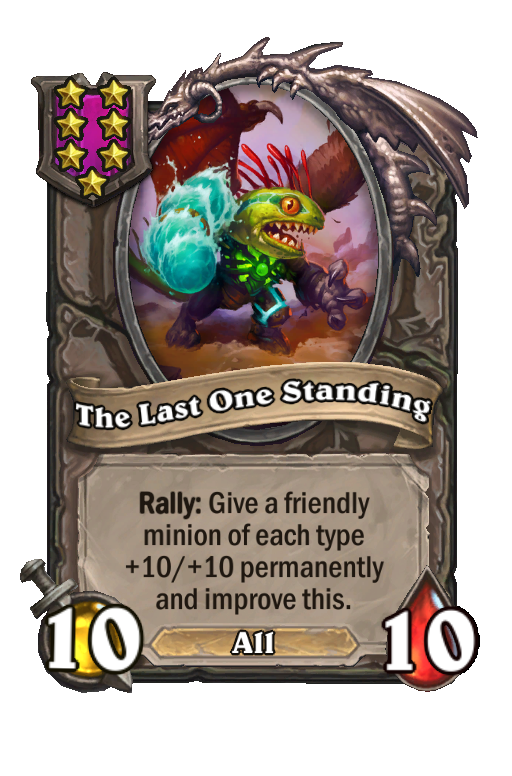 The Last One Standing
Rally: Give a friendly
minion of each type
+10/+10 permanently
and improve this.
10
All
10